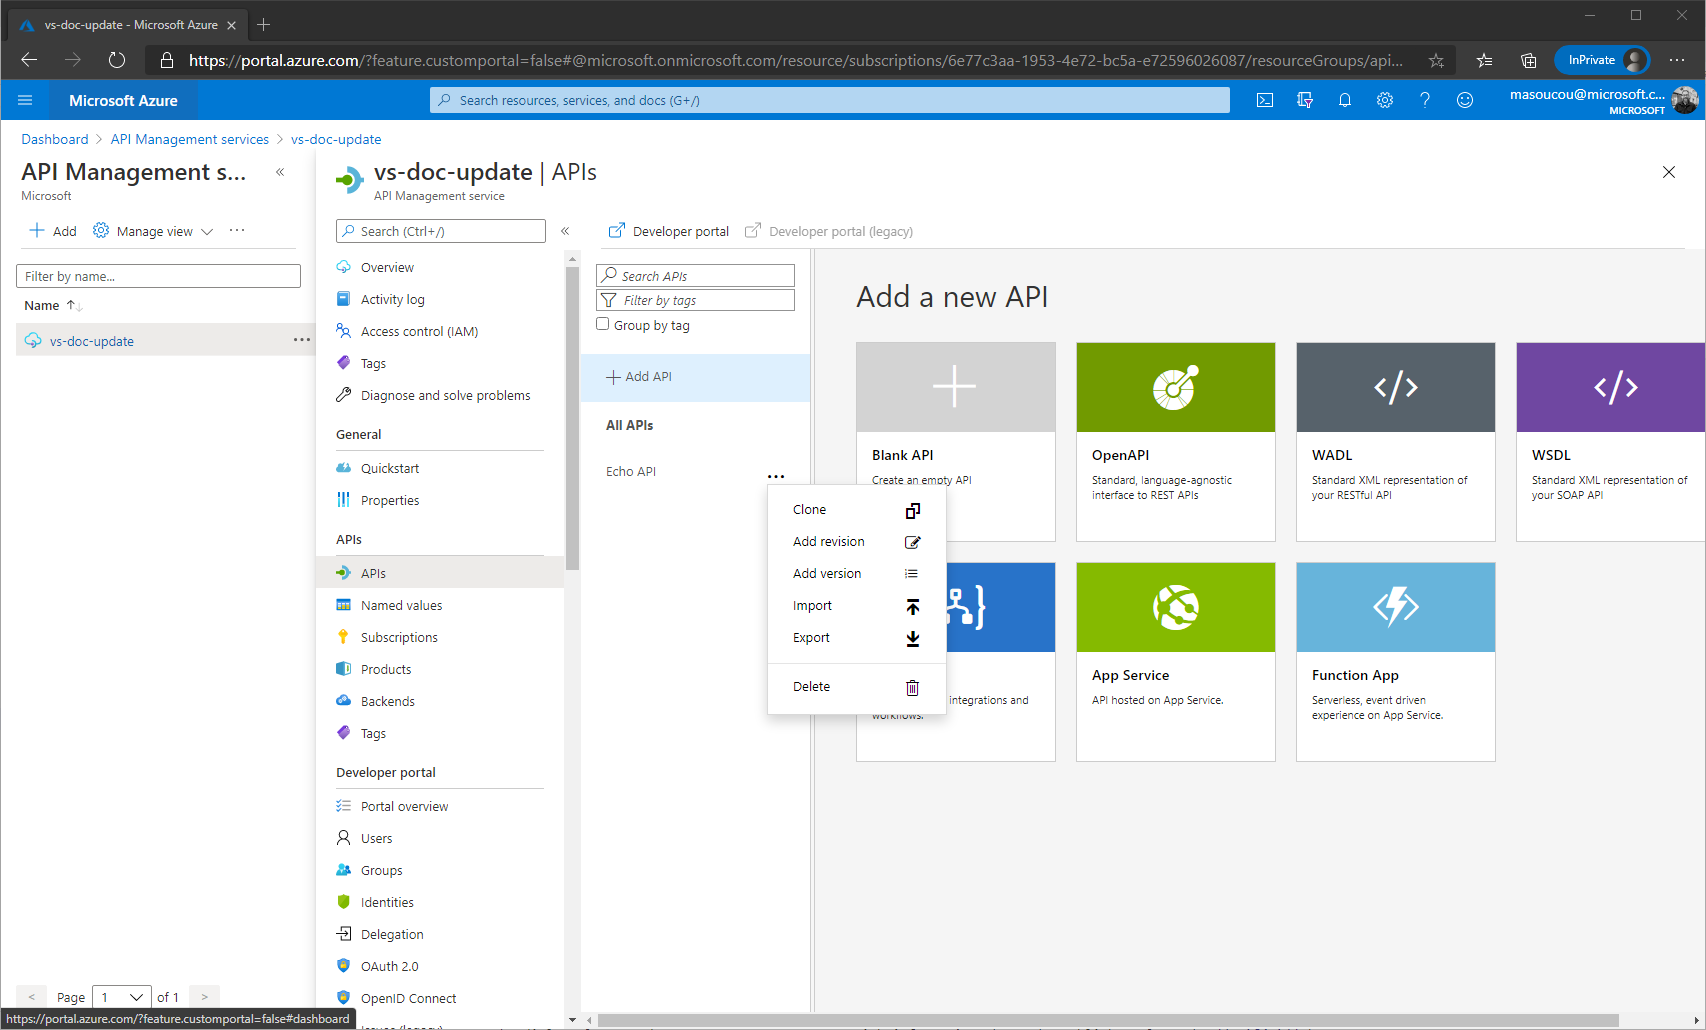 vs-doc-update - Microsoft Azure
https://portal.azure.com/?feature.customportal=false#@microsoft.onmicrosoft.com/resource/subscriptions/6e77c3aa-1953-4e72-bc5a-e72596026087/resourceGroups/api...
InPrivate
Microsoft Azure
Search resources, services, and docs (G+/)
masoucou@microsoft.c...
MICROSOFT
Dashboard > API Management services > vs-doc-update
API Management s...
Microsoft
Add
Manage view
Filter by name...
Name
vs-doc-update
Page 1 of 1
https://portal.azure.com/?feature.customportal=false#dashboard
vs-doc-update | APIs
API Management service
Search (Ctrl+/)
Overview
Activity log
Access control (IAM)
Tags
Diagnose and solve problems
General
Quickstart
Properties
APIs
APIs
Named values
Subscriptions
Products
Backends
Tags
Developer portal
Portal overview
Users
Groups
Identities
Delegation
OAuth 2.0
OpenID Connect
Issues (legacy)
Developer portal
Developer portal (legacy)
Search APIs
Filter by tags
Group by tag
Add API
All APIs
Echo API
Clone
Add revision
Add version
Import
Export
Delete
Add a new API
Blank API
Create an empty API
OpenAPI
Standard, language-agnostic
interface to REST APIs
WADL
Standard XML representation of
your RESTful API
WSDL
Standard XML representation of
your SOAP API
integrations and
workflows.
App Service
API hosted on App Service.
Function App
Serverless, event driven
experience on App Service.